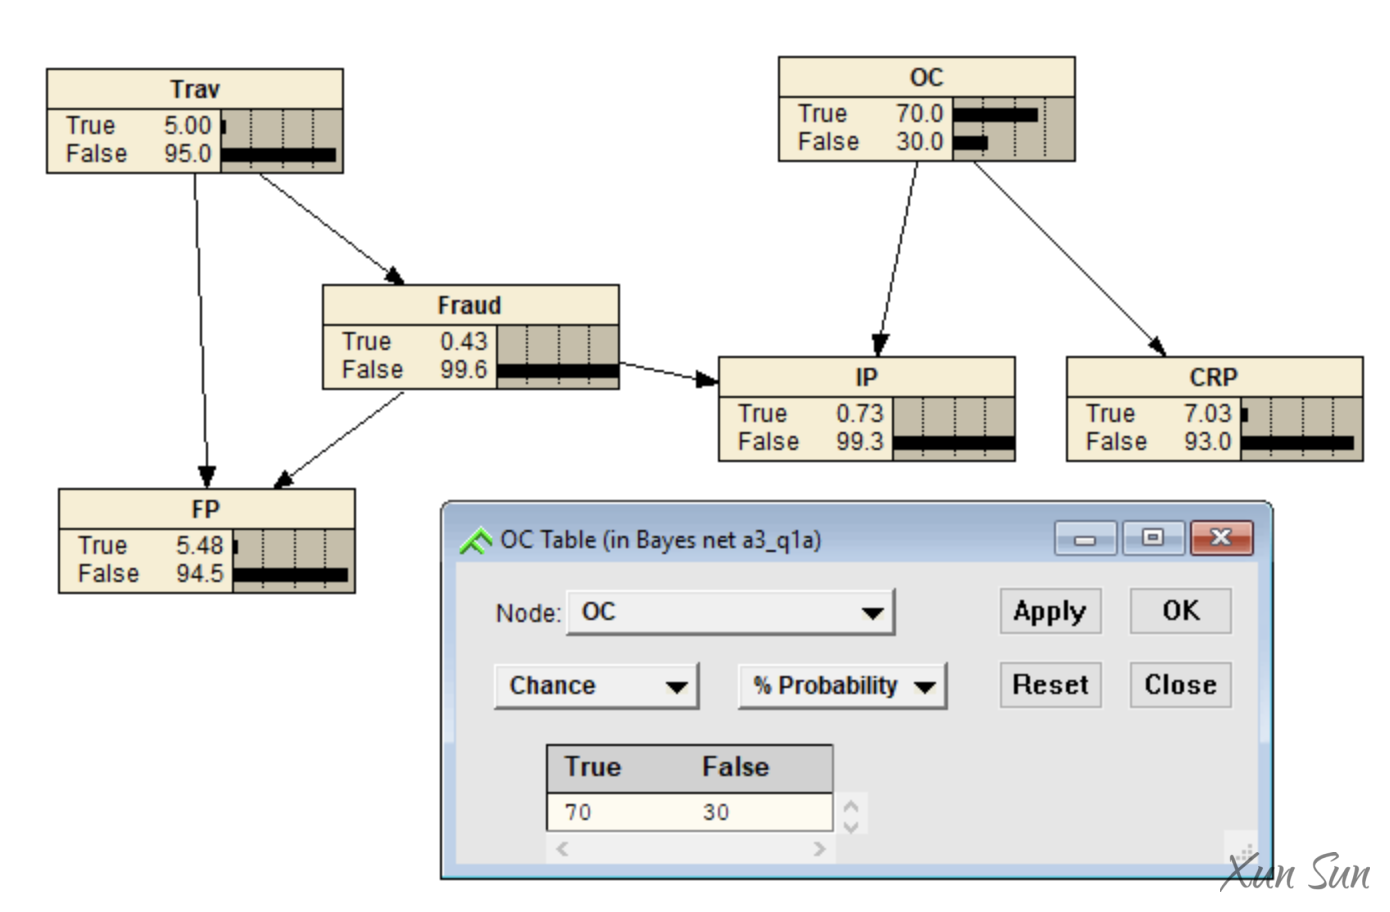 Trav
True 5.00
False 95.0
OC
True 70.0
False 30.0
Fraud
True 0.43
False 99.6
IP
True 0.73
False 99.3
CRP
True 7.03
False 93.0
FP
True 5.48
False 94.5
OC Table (in Bayes net a3_q1a)
Node: OC Apply OK
Chance % Probability Reset Close
True False
70 30
Xun Sun